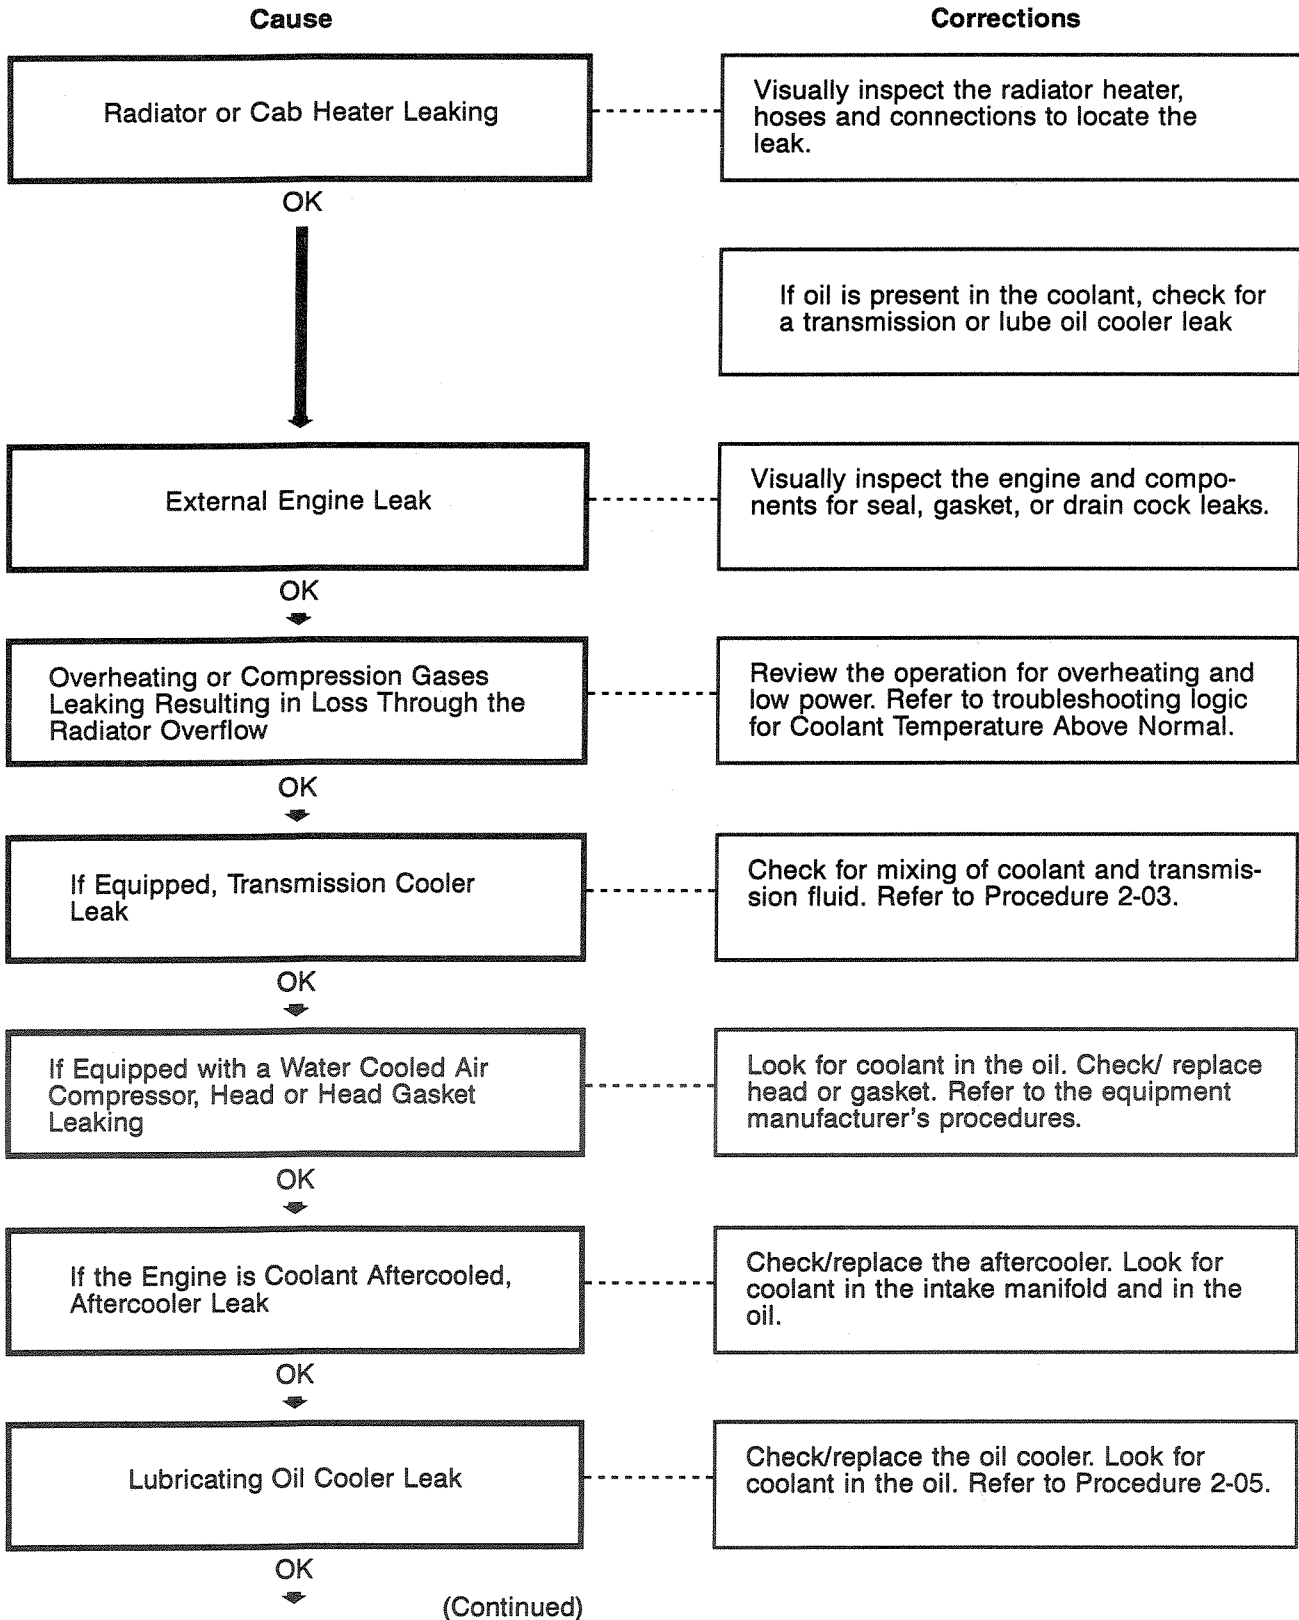 Cause
Corrections
Radiator or Cab Heater Leaking
Visually inspect the radiator heater,
hoses and connections to locate the
leak.
OK
If oil is present in the coolant, check for
a transmission or lube oil cooler leak
External Engine Leak
Visually inspect the engine and compo-
nents for seal, gasket, or drain cock leaks.
OK
Overheating or Compression Gases
Leaking Resulting in Loss Through the
Radiator Overflow
Review the operation for overheating and
low power. Refer to troubleshooting logic
for Coolant Temperature Above Normal.
OK
If Equipped, Transmission Cooler
Leak
Check for mixing of coolant and transmis-
sion fluid. Refer to Procedure 2-03.
OK
If Equipped with a Water Cooled Air
Compressor, Head or Head Gasket
Leaking
Look for coolant in the oil. Check/ replace
head or gasket. Refer to the equipment
manufacturer's procedures.
OK
If the Engine is Coolant Aftercooled,
Aftercooler Leak
Check/replace the aftercooler. Look for
coolant in the intake manifold and in the
oil.
OK
Lubricating Oil Cooler Leak
Check/replace the oil cooler. Look for
coolant in the oil. Refer to Procedure 2-05.
OK
(Continued)